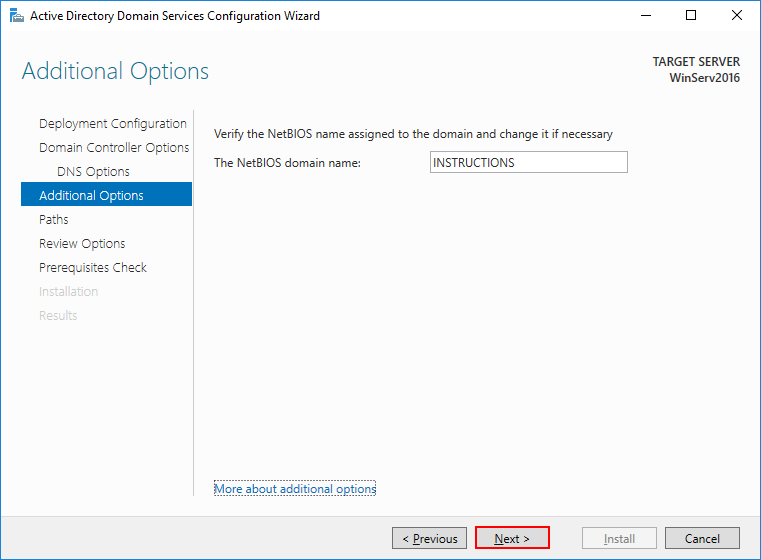 Active Directory Domain Services Configuration Wizard
Additional Options
TARGET SERVER
WinServ2016
Deployment Configuration
Domain Controller Options
DNS Options
Additional Options
Paths
Review Options
Prerequisites Check
Installation
Results
Verify the NetBIOS name assigned to the domain and change it if necessary
The NetBIOS domain name: INSTRUCTIONS
More about additional options
< Previous Next > Install Cancel